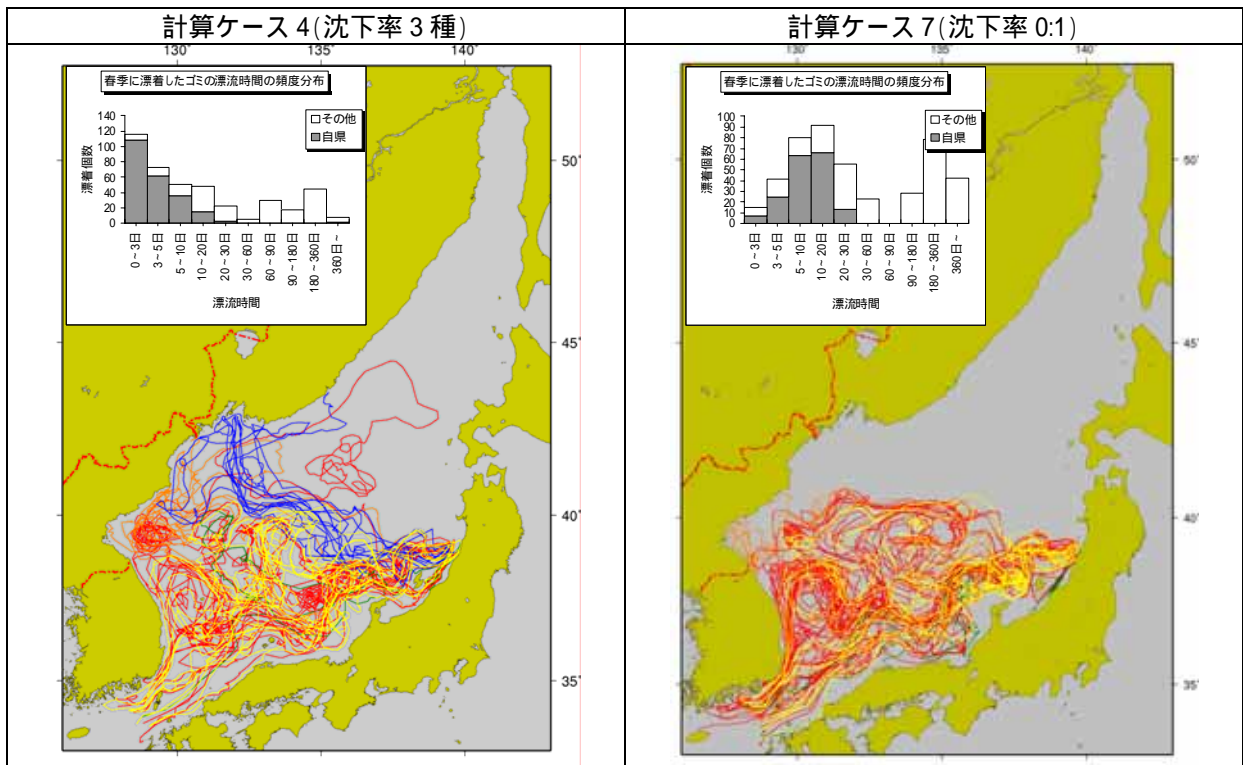 計算ケース 4(沈下率 3 種)
130° 135° 140°
春季に漂着したゴミの漂流時間の頻度分布
140
120
100
80
60
40
20
0
漂着個数
その他
自県
0～3日
3～5日
5～10日
10～20日
20～30日
30～60日
60～90日
90～180日
180～360日
360日～
漂流時間
50°
45°
40°
35°
計算ケース 7(沈下率 0:1)
130° 135° 140°
春季に漂着したゴミの漂流時間の頻度分布
100
90
80
70
60
50
40
30
20
10
0
漂着個数
その他
自県
0～3日
3～5日
5～10日
10～20日
20～30日
30～60日
60～90日
90～180日
180～360日
360日～
漂流時間
50°
45°
40°
35°